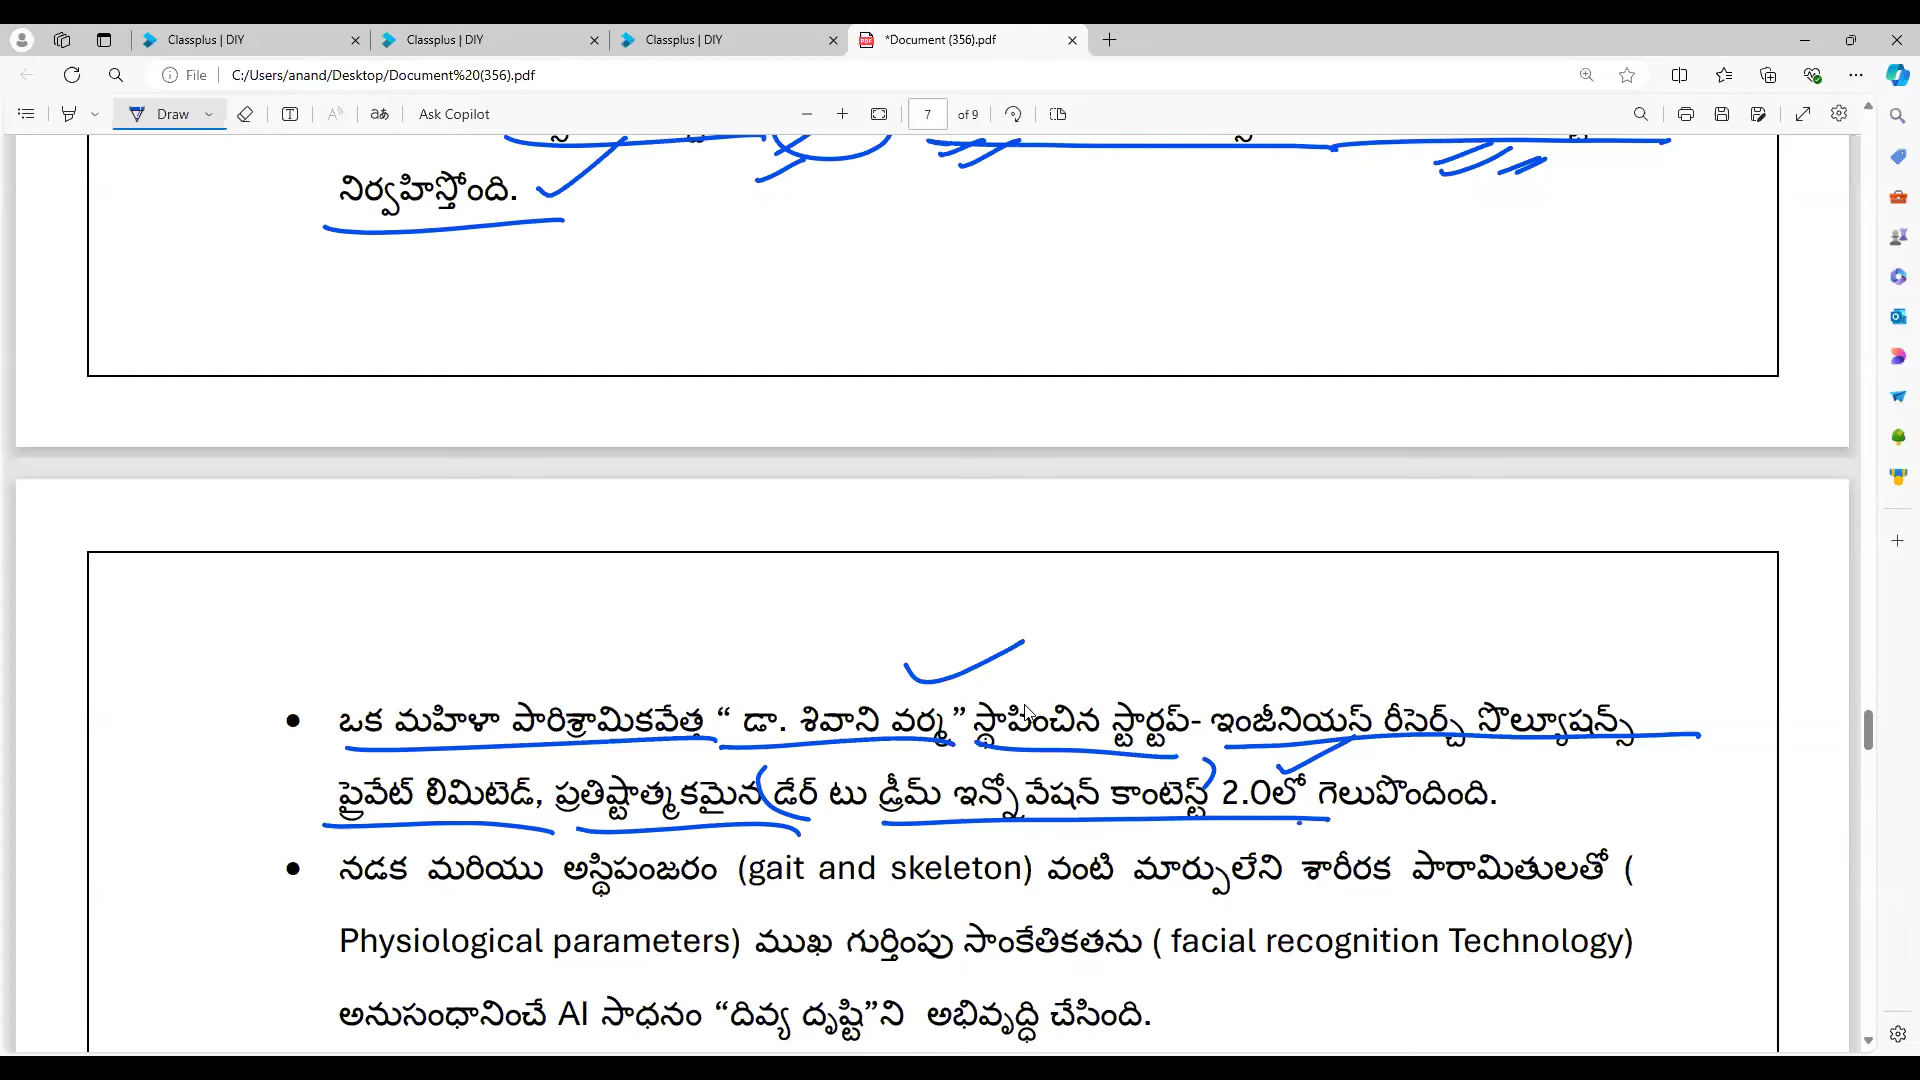 Classplus | DIY
Classplus | DIY
Classplus | DIY
*Document (356).pdf
File
C:/Users/anand/Desktop/Document%20(356).pdf
Draw
Ask Copilot
7 of 9
నిర్వహిస్తోంది.
• ఒక మహిళా పారిశ్రామికవేత్త “ డా. శివాని వర్మ” స్థాపించిన స్టార్టప్- ఇంజీనియస్ రీసెర్చ్ సొల్యూషన్స్
ప్రైవేట్ లిమిటెడ్, ప్రతిష్టాత్మకమైన డేర్ టు డ్రీమ్ ఇన్నోవేషన్ కాంటెస్ట్ 2.0లో గెలుపొందింది.
• నడక మరియు అస్థిపంజరం (gait and skeleton) వంటి మార్పులేని శారీరక పారామితులతో (
Physiological parameters) ముఖ గుర్తింపు సాంకేతికతను ( facial recognition Technology)
అనుసంధానించే AI సాధనం “దివ్య దృష్టి”ని అభివృద్ధి చేసింది.